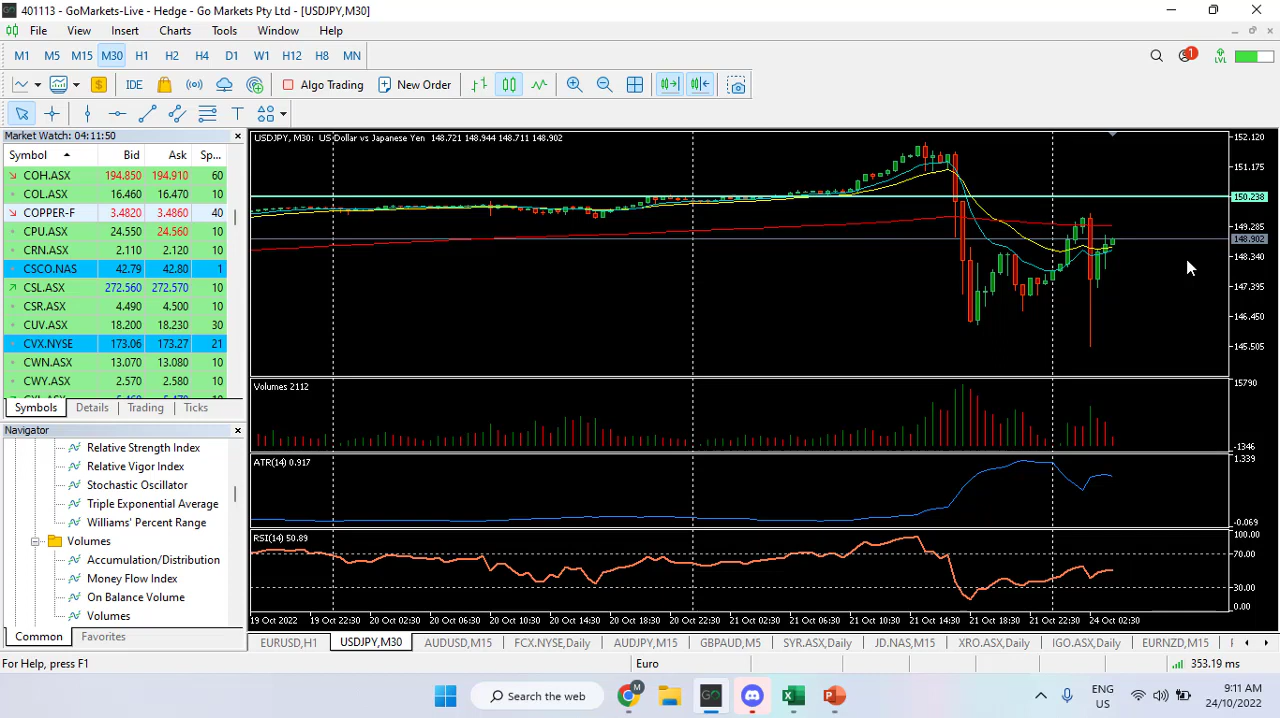 401113 - GoMarkets-Live - Hedge - Go Markets Pty Ltd - [USDJPY,M30]
File View Insert Charts Tools Window Help
M1 M5 M15 M30 H1 H2 H4 D1 W1 H12 H8 MN
1 LVL
IDE Algo Trading New Order
Market Watch: 04:11:50
Symbol Bid Ask Sp...
COH.ASX 194.850 194.910 60
COL.ASX 16.460 16.470 10
COPPER-F 3.4820 3.4860 40
CPU.ASX 24.550 24.560 10
CRN.ASX 2.110 2.120 10
CSCO.NAS 42.79 42.80 1
CSL.ASX 272.560 272.570 10
CSR.ASX 4.490 4.500 10
CUV.ASX 18.200 18.230 30
CVX.NYSE 173.06 173.27 21
CWN.ASX 13.070 13.080 10
CWY.ASX 2.570 2.580 10
Symbols Details Trading Ticks
Navigator
Relative Strength Index
Relative Vigor Index
Stochastic Oscillator
Triple Exponential Average
Williams' Percent Range
Volumes
Accumulation/Distribution
Money Flow Index
On Balance Volume
Volumes
Common Favorites
USDJPY, M30: US Dollar vs Japanese Yen 148.721 148.944 148.711 148.902
152.120
151.175
150.238
149.285
148.902
148.340
147.395
146.450
145.505
Volumes 2112
15790
-1346
ATR(14) 0.917
1.339
-0.069
RSI(14) 50.89
100.00
70.00
30.00
0.00
19 Oct 2022 19 Oct 22:30 20 Oct 02:30 20 Oct 06:30 20 Oct 10:30 20 Oct 14:30 20 Oct 18:30 20 Oct 22:30 21 Oct 02:30 21 Oct 06:30 21 Oct 10:30 21 Oct 14:30 21 Oct 18:30 21 Oct 22:30 24 Oct 02:30
EURUSD,H1 USDJPY,M30 AUDUSD,M15 FCX.NYSE,Daily AUDJPY,M15 GBPAUD,M5 SYR.ASX,Daily JD.NAS,M15 XRO.ASX,Daily IGO.ASX,Daily EURNZD,M15
For Help, press F1 Euro 353.19 ms
Search the web
M
GO
ENG
US
9:11 AM
24/10/2022